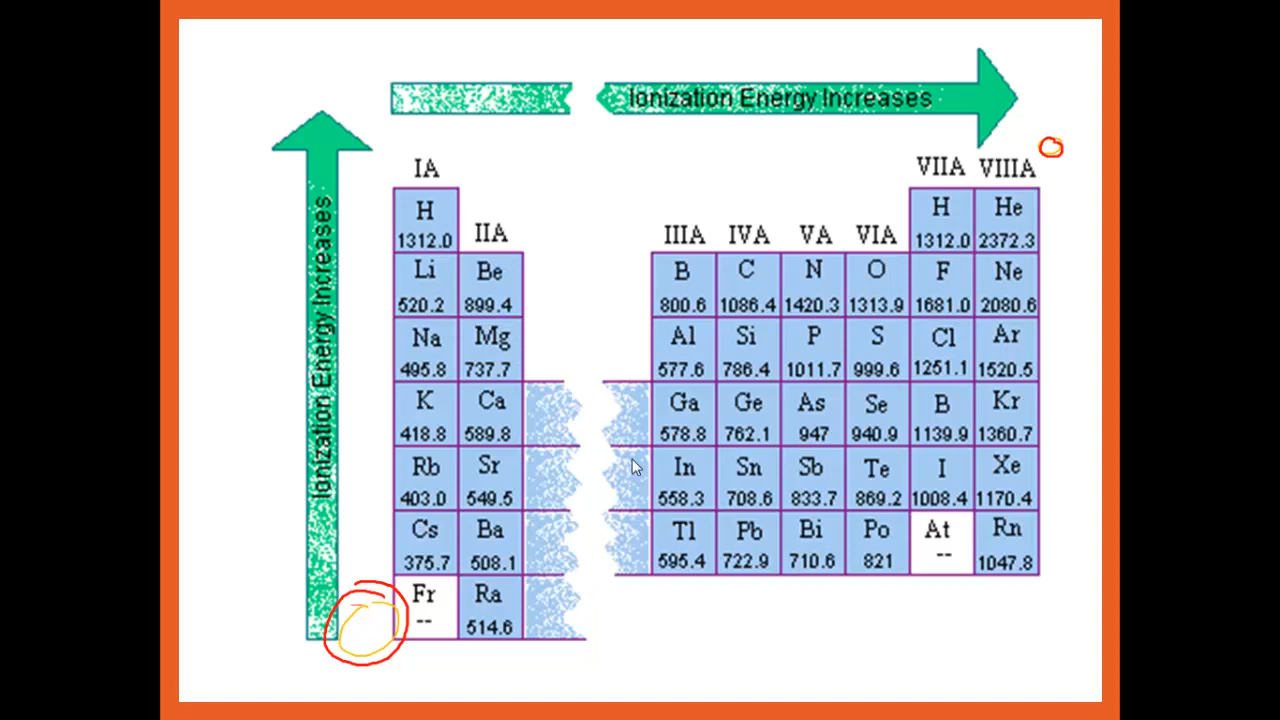 Ionization Energy Increases
Ionization Energy Increases
IA VIIA VIIIA
H H He
1312.0 1312.0 2372.3
IIA IIIA IVA VA VIA
Li Be B C N O F Ne
520.2 899.4 800.6 1086.4 1420.3 1313.9 1681.0 2080.6
Na Mg Al Si P S Cl Ar
495.8 737.7 577.6 786.4 1011.7 999.6 1251.1 1520.5
K Ca Ga Ge As Se B Kr
418.8 589.8 578.8 762.1 947 940.9 1139.9 1360.7
Rb Sr In Sn Sb Te I Xe
403.0 549.5 558.3 708.6 833.7 869.2 1008.4 1170.4
Cs Ba Tl Pb Bi Po At Rn
375.7 508.1 595.4 722.9 710.6 821 -- 1047.8
Fr Ra
-- 514.6